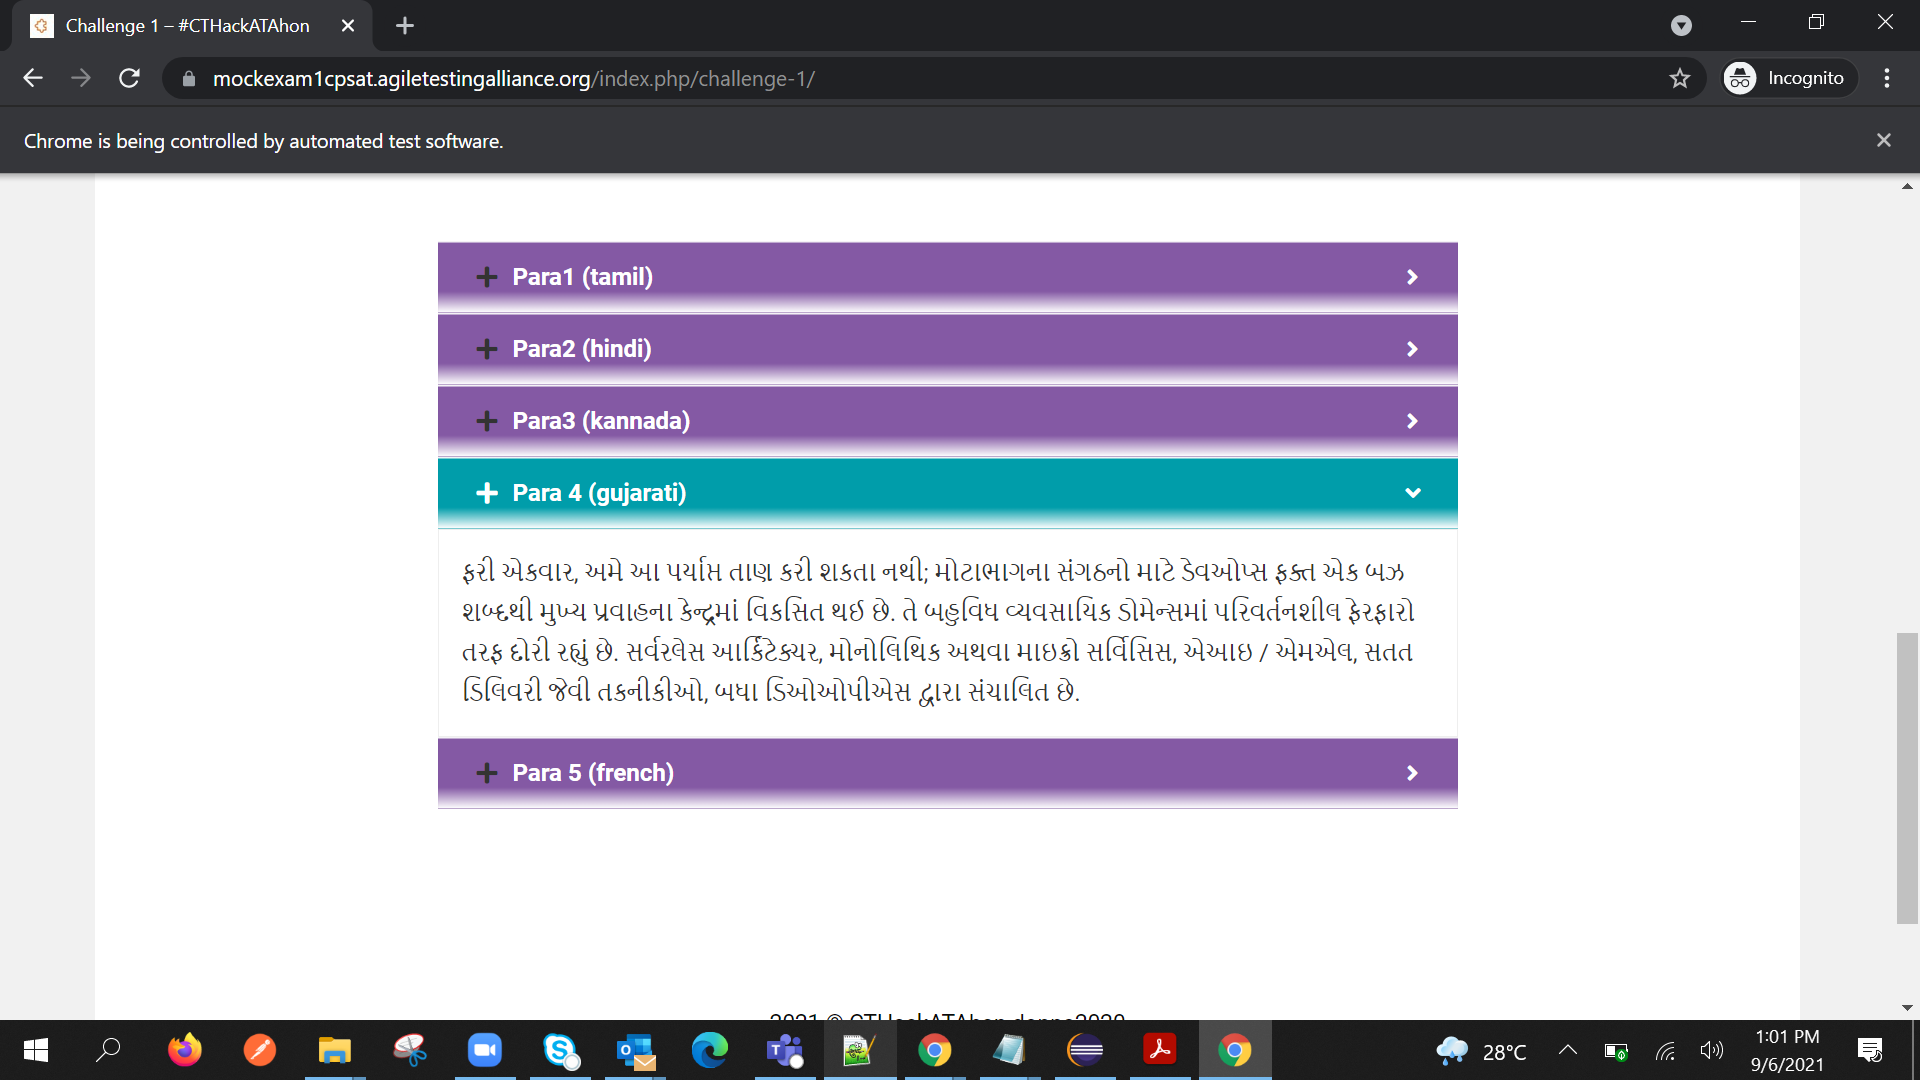 Challenge 1 – #CTHackATAhon
mockexam1cpsat.agiletestingalliance.org/index.php/challenge-1/
Incognito
Chrome is being controlled by automated test software.
Para1 (tamil)
Para2 (hindi)
Para3 (kannada)
Para 4 (gujarati)
ફરી એકવાર, અમે આ પર્યાપ્ત તાણ કરી શકતા નથી; મોટાભાગના સંગઠનો માટે ડેવઓપ્સ ફક્ત એક બઝ
શબ્દથી મુખ્ય પ્રવાહના કેન્દ્રમાં વિકસિત થઈ છે. તે બહુવિધ વ્યવસાયિક ડોમેન્સમાં પરિવર્તનશીલ ફેરફારો
તરફ દોરી રહ્યું છે. સર્વરલેસ આર્કિટેક્ચર, મોનોલિથિક અથવા માઇક્રો સર્વિસિસ, એઆઇ / એમએલ, સતત
ડિલિવરી જેવી તકનીકીઓ, બધા ડિઓઓપીએસ દ્વારા સંચાલિત છે.
Para 5 (french)
2021 © CTHackATAhon denpe2020
28°C
1:01 PM
9/6/2021